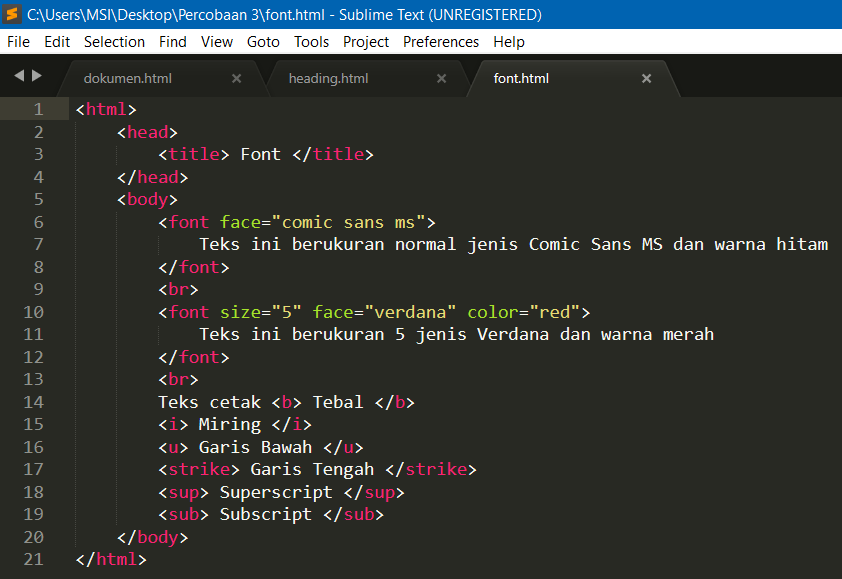 C:\Users\MSI\Desktop\Percobaan 3\font.html - Sublime Text (UNREGISTERED)
File Edit Selection Find View Goto Tools Project Preferences Help
dokumen.html × heading.html × font.html ×
1 <html>
2     <head>
3         <title> Font </title>
4     </head>
5     <body>
6         <font face="comic sans ms">
7             Teks ini berukuran normal jenis Comic Sans MS dan warna hitam
8         </font>
9         <br>
10         <font size="5" face="verdana" color="red">
11             Teks ini berukuran 5 jenis Verdana dan warna merah
12         </font>
13         <br>
14         Teks cetak <b> Tebal </b>
15         <i> Miring </i>
16         <u> Garis Bawah </u>
17         <strike> Garis Tengah </strike>
18         <sup> Superscript </sup>
19         <sub> Subscript </sub>
20     </body>
21 </html>